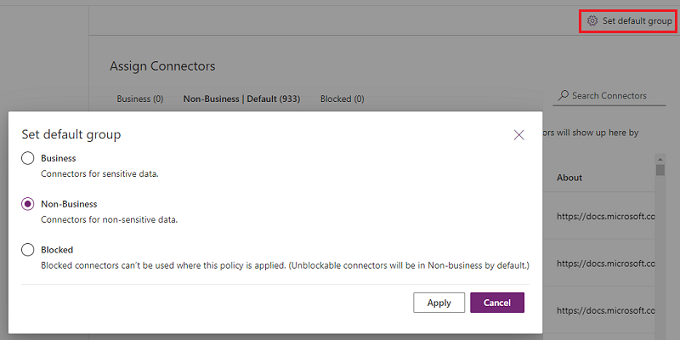 Set default group
Assign Connectors
Business (0) Non-Business | Default (933) Blocked (0)
Search Connectors
Set default group
ors will show up here by
Business
Connectors for sensitive data.
About
Non-Business
Connectors for non-sensitive data.
https://docs.microsoft.co
Blocked
Blocked connectors can't be used where this policy is applied. (Unblockable connectors will be in Non-business by default.)
https://docs.microsoft.co
Apply Cancel
https://docs.microsoft.co